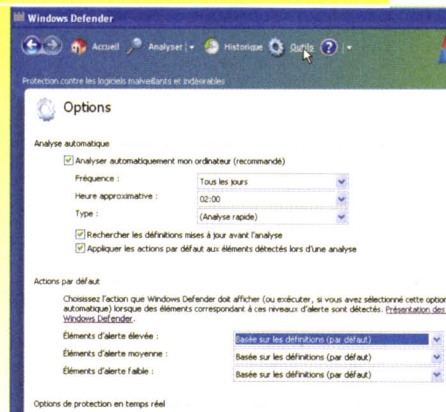 Windows Defender
Accueil Analyser Historique Outils ?
Protection contre les logiciels malveillants et indésirables
Options
Analyse automatique
Analyser automatiquement mon ordinateur (recommandé)
Fréquence : Tous les jours
Heure approximative : 02:00
Type : (Analyse rapide)
Rechercher les définitions mises à jour avant l'analyse
Appliquer les actions par défaut aux éléments détectés lors d'une analyse
Actions par défaut
Choisissez l'action que Windows Defender doit afficher (ou exécuter, si vous avez sélectionné cette option
automatique) lorsque des éléments correspondant à ces niveaux d'alerte sont détectés. Présentation des
Windows Defender.
Éléments d'alerte élevée : Basée sur les définitions (par défaut)
Éléments d'alerte moyenne : Basée sur les définitions (par défaut)
Éléments d'alerte faible : Basée sur les définitions (par défaut)
Options de protection en temps réel